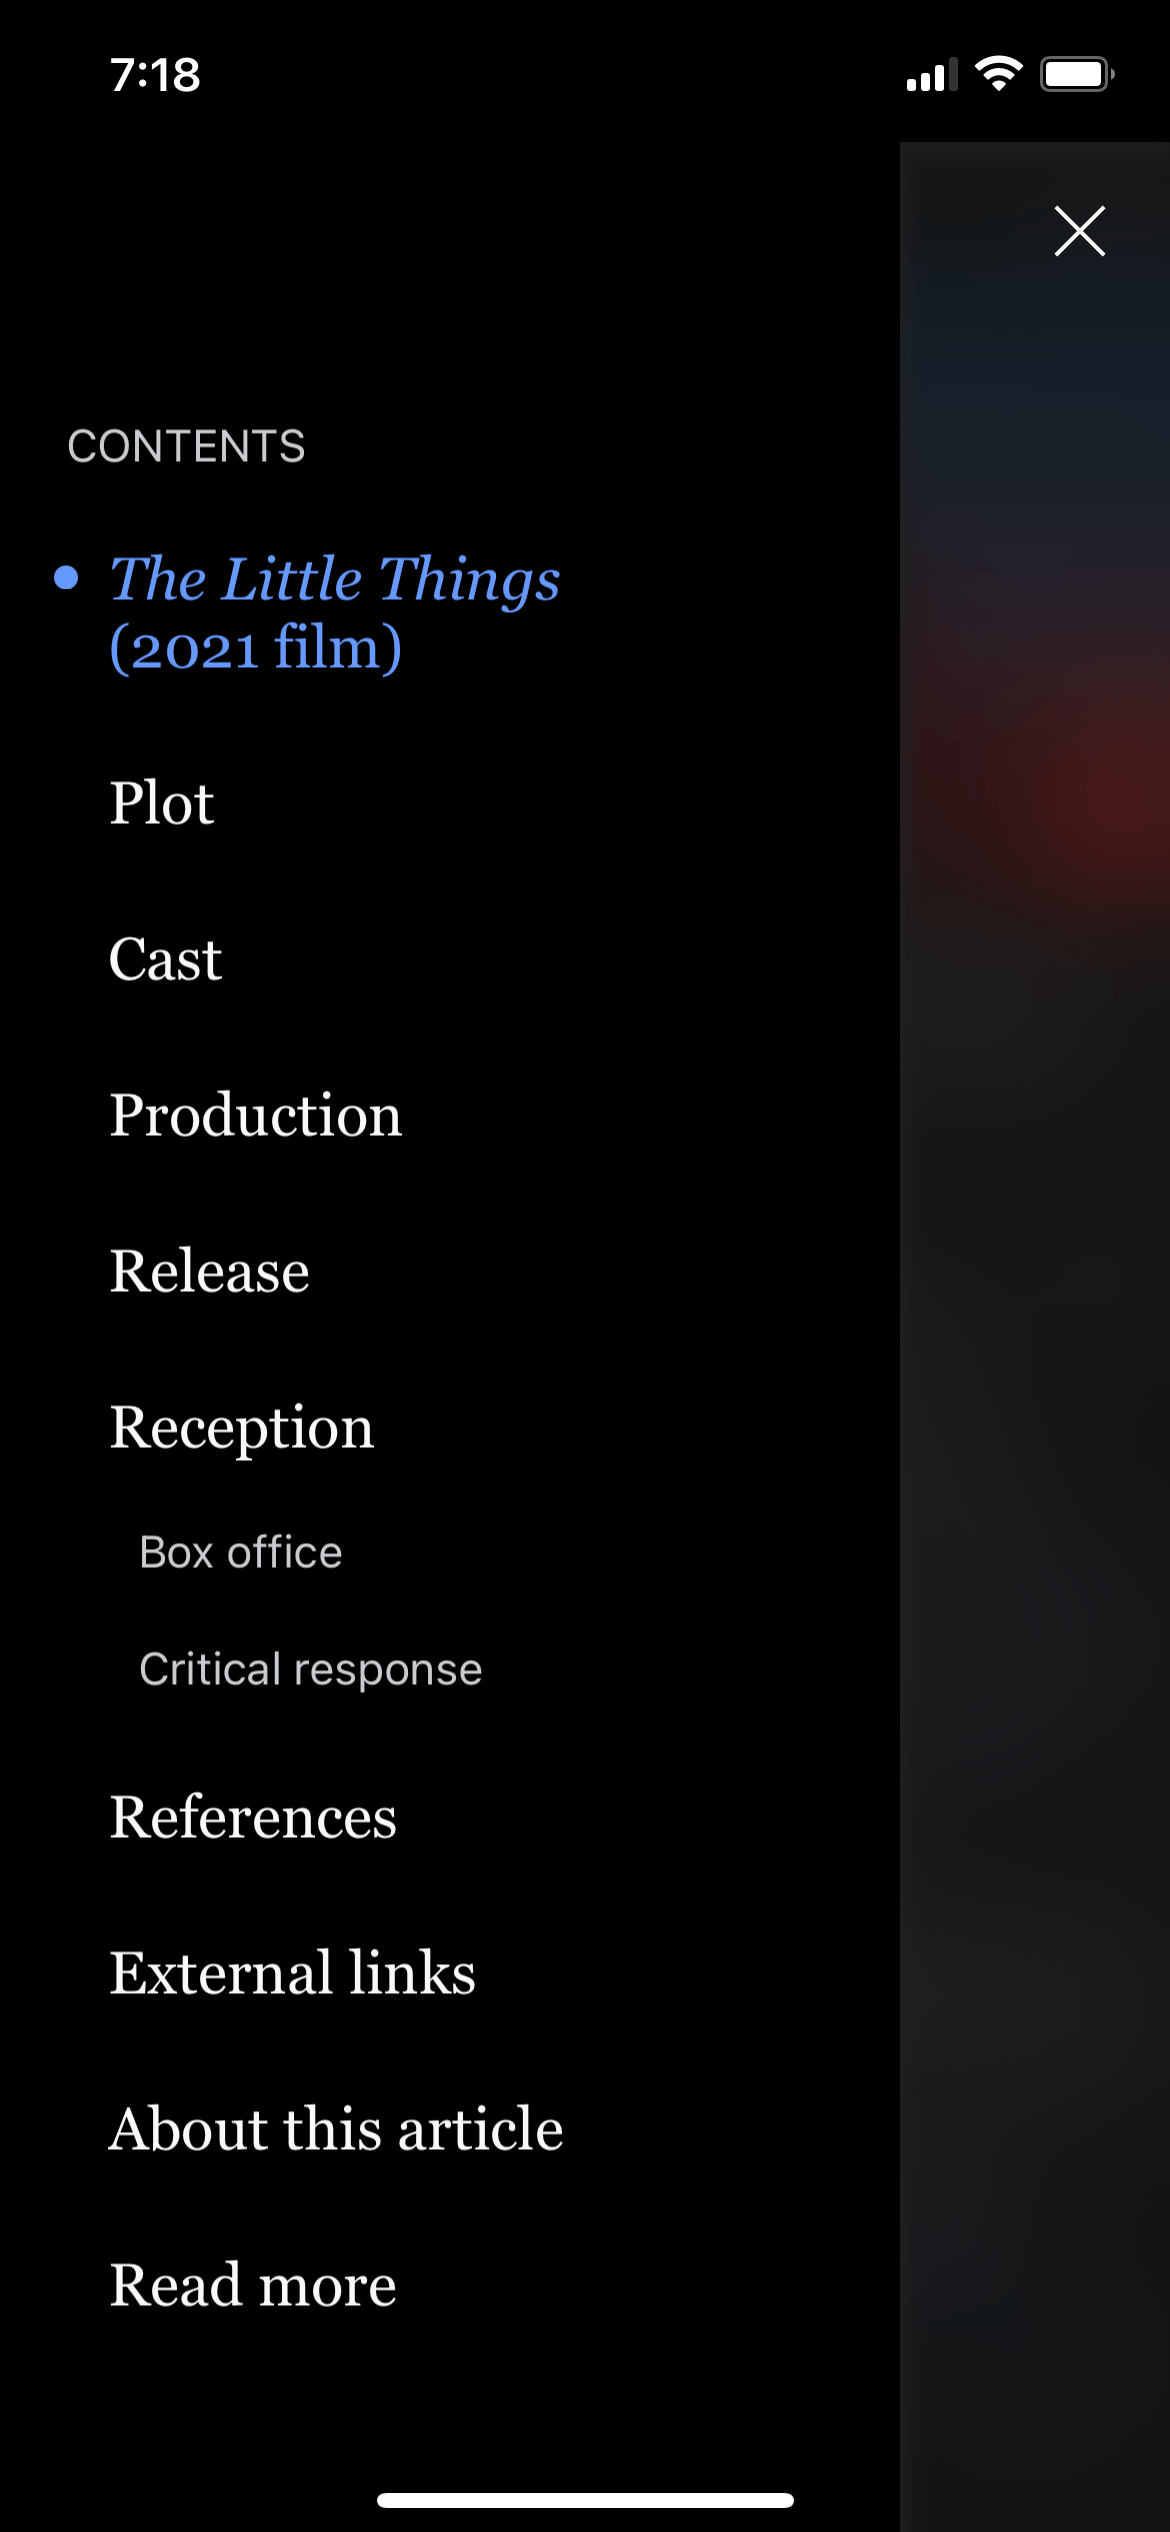 7:18
CONTENTS
The Little Things
(2021 film)
Plot
Cast
Production
Release
Reception
Box office
Critical response
References
External links
About this article
Read more